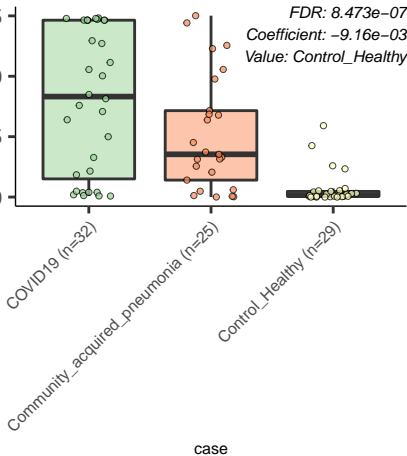 FDR: 8.473e−07
Coefficient: −9.16e−03
Value: Control_Healthy
COVID19 (n=32)
Community_acquired_pneumonia (n=25)
Control_Healthy (n=29)
case